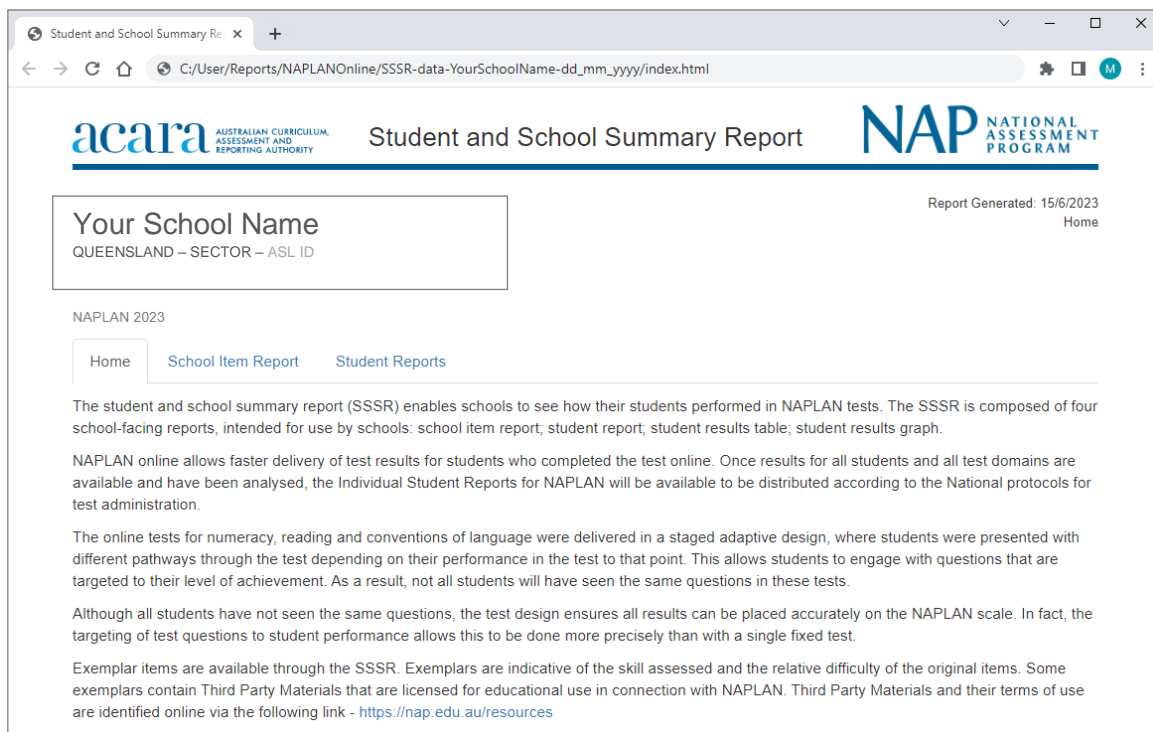 Student and School Summary Re
C:/User/Reports/NAPLANOnline/SSSR-data-YourSchoolName-dd_mm_yyyy/index.html
M
acara
AUSTRALIAN CURRICULUM,
ASSESSMENT AND
REPORTING AUTHORITY
Student and School Summary Report
NAP
NATIONAL
ASSESSMENT
PROGRAM
Your School Name
QUEENSLAND – SECTOR – ASL ID
Report Generated: 15/6/2023
Home
NAPLAN 2023
Home School Item Report Student Reports
The student and school summary report (SSSR) enables schools to see how their students performed in NAPLAN tests. The SSSR is composed of four
school-facing reports, intended for use by schools: school item report; student report; student results table; student results graph.
NAPLAN online allows faster delivery of test results for students who completed the test online. Once results for all students and all test domains are
available and have been analysed, the Individual Student Reports for NAPLAN will be available to be distributed according to the National protocols for
test administration.
The online tests for numeracy, reading and conventions of language were delivered in a staged adaptive design, where students were presented with
different pathways through the test depending on their performance in the test to that point. This allows students to engage with questions that are
targeted to their level of achievement. As a result, not all students will have seen the same questions in these tests.
Although all students have not seen the same questions, the test design ensures all results can be placed accurately on the NAPLAN scale. In fact, the
targeting of test questions to student performance allows this to be done more precisely than with a single fixed test.
Exemplar items are available through the SSSR. Exemplars are indicative of the skill assessed and the relative difficulty of the original items. Some
exemplars contain Third Party Materials that are licensed for educational use in connection with NAPLAN. Third Party Materials and their terms of use
are identified online via the following link - https://nap.edu.au/resources